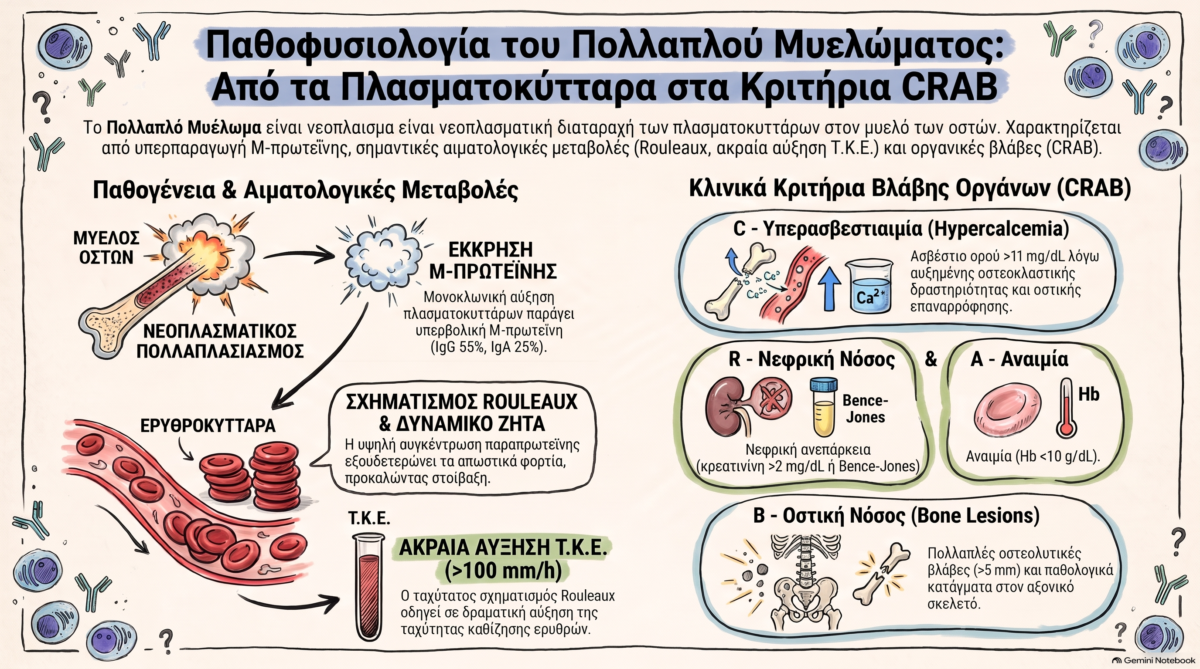 Παθοφυσιολογία του Πολλαπλού Μυελώματος:
Από τα Πλασματοκύτταρα στα Κριτήρια CRAB
Το Πολλαπλό Μυέλωμα είναι νεοπλαισμα είναι νεοπλασματική διαταραχή των πλασματοκυττάρων στον μυελό των οστών. Χαρακτηρίζεται
από υπερπαραγωγή Μ-πρωτεΐνης, σημαντικές αιματολογικές μεταβολές (Rouleaux, ακραία αύξηση Τ.Κ.Ε.) και οργανικές βλάβες (CRAB).
Παθογένεια & Αιματολογικές Μεταβολές
ΜΥΕΛΟΣ
ΟΣΤΩΝ
ΝΕΟΠΛΑΣΜΑΤΙΚΟΣ
ΠΟΛΛΑΠΛΑΣΙΑΣΜΟΣ
ΕΚΚΡΗΣΗ
Μ-ΠΡΩΤΕΪΝΗΣ
Μονοκλωνική αύξηση
πλασματοκυττάρων παράγει
υπερβολική Μ-πρωτεΐνη
(IgG 55%, IgA 25%).
ΕΡΥΘΡΟΚΥΤΤΑΡΑ
ΣΧΗΜΑΤΙΣΜΟΣ ROULEAUX
& ΔΥΝΑΜΙΚΟ ΖΗΤΑ
Η υψηλή συγκέντρωση παραπρωτεΐνης
εξουδετερώνει τα απωστικά φορτία,
προκαλώντας στοίβαξη.
Τ.Κ.Ε.
ΑΚΡΑΙΑ ΑΥΞΗΣΗ Τ.Κ.Ε.
(>100 mm/h)
Ο ταχύτατος σχηματισμός Rouleaux
οδηγεί σε δραματική αύξηση της
ταχύτητας καθίζησης ερυθρών.
Κλινικά Κριτήρια Βλάβης Οργάνων (CRAB)
C - Υπερασβεστιαιμία (Hypercalcemia)
Ca²⁺
Ασβέστιο ορού >11 mg/dL λόγω
αυξημένης οστεοκλαστικής
δραστηριότητας και οστικής
επαναρρόφησης.
R - Νεφρική Νόσος
Bence-
Jones
Νεφρική ανεπάρκεια
(κρεατινίνη >2 mg/dL ή Bence-Jones)
&
A - Αναιμία
Hb
Αναιμία (Hb <10 g/dL).
B - Οστική Νόσος (Bone Lesions)
Πολλαπλές οστεολυτικές
βλάβες (>5 mm) και παθολογικά
κατάγματα στον αξονικό
σκελετό.
Gemini Notebook